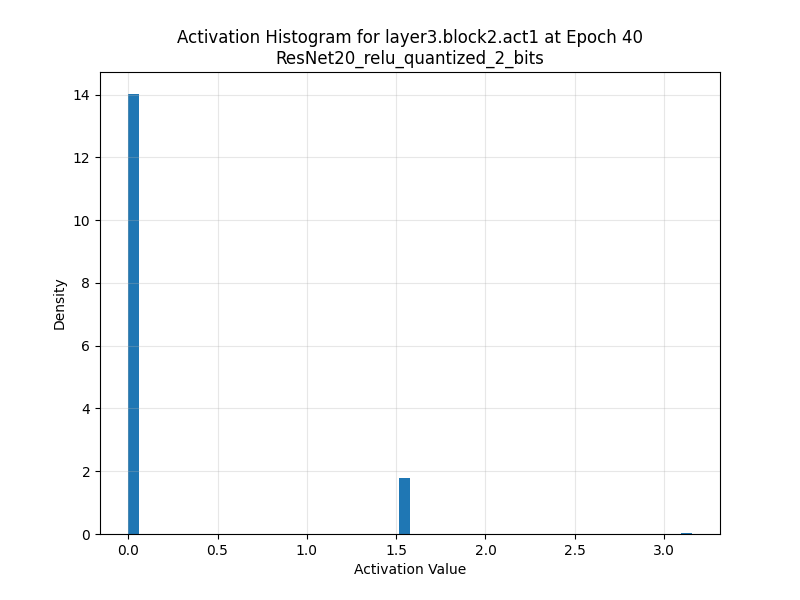 Activation Histogram for layer3.block2.act1 at Epoch 40
ResNet20_relu_quantized_2_bits
14
12
10
8
6
4
2
0
Density
0.0 0.5 1.0 1.5 2.0 2.5 3.0
Activation Value